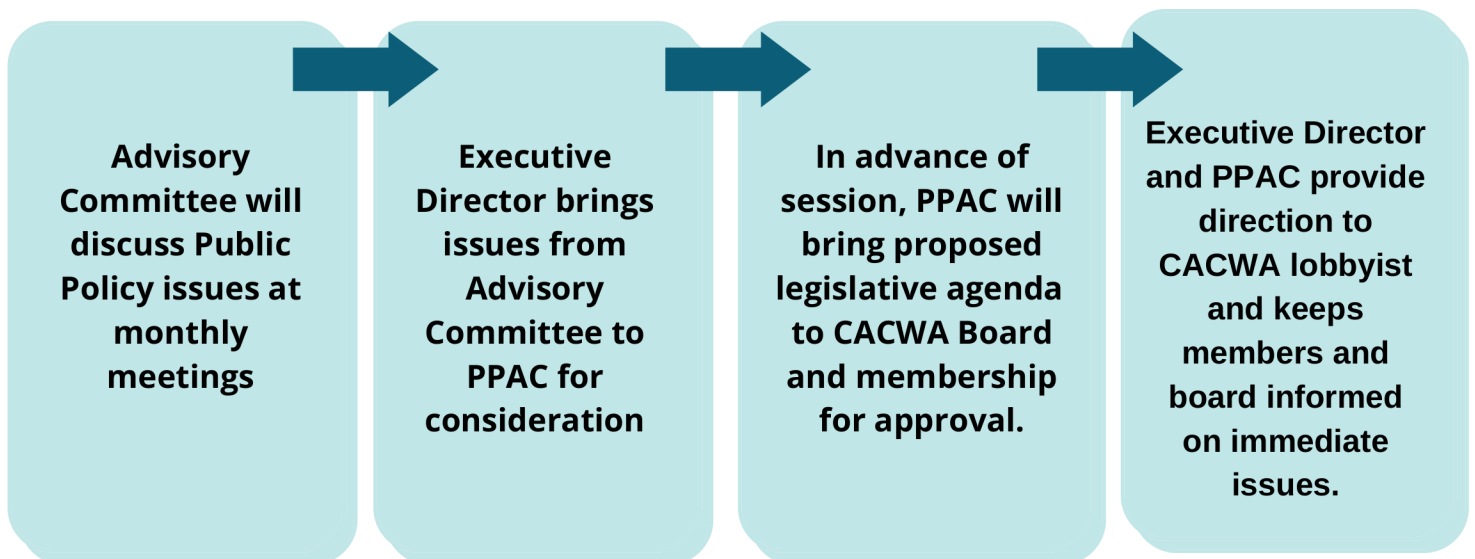 Advisory
Committee will
discuss Public
Policy issues at
monthly
meetings
Executive
Director brings
issues from
Advisory
Committee to
PPAC for
consideration
In advance of
session, PPAC will
bring proposed
legislative agenda
to CACWA Board
and membership
for approval.
Executive Director
and PPAC provide
direction to
CACWA lobbyist
and keeps
members and
board informed
on immediate
issues.